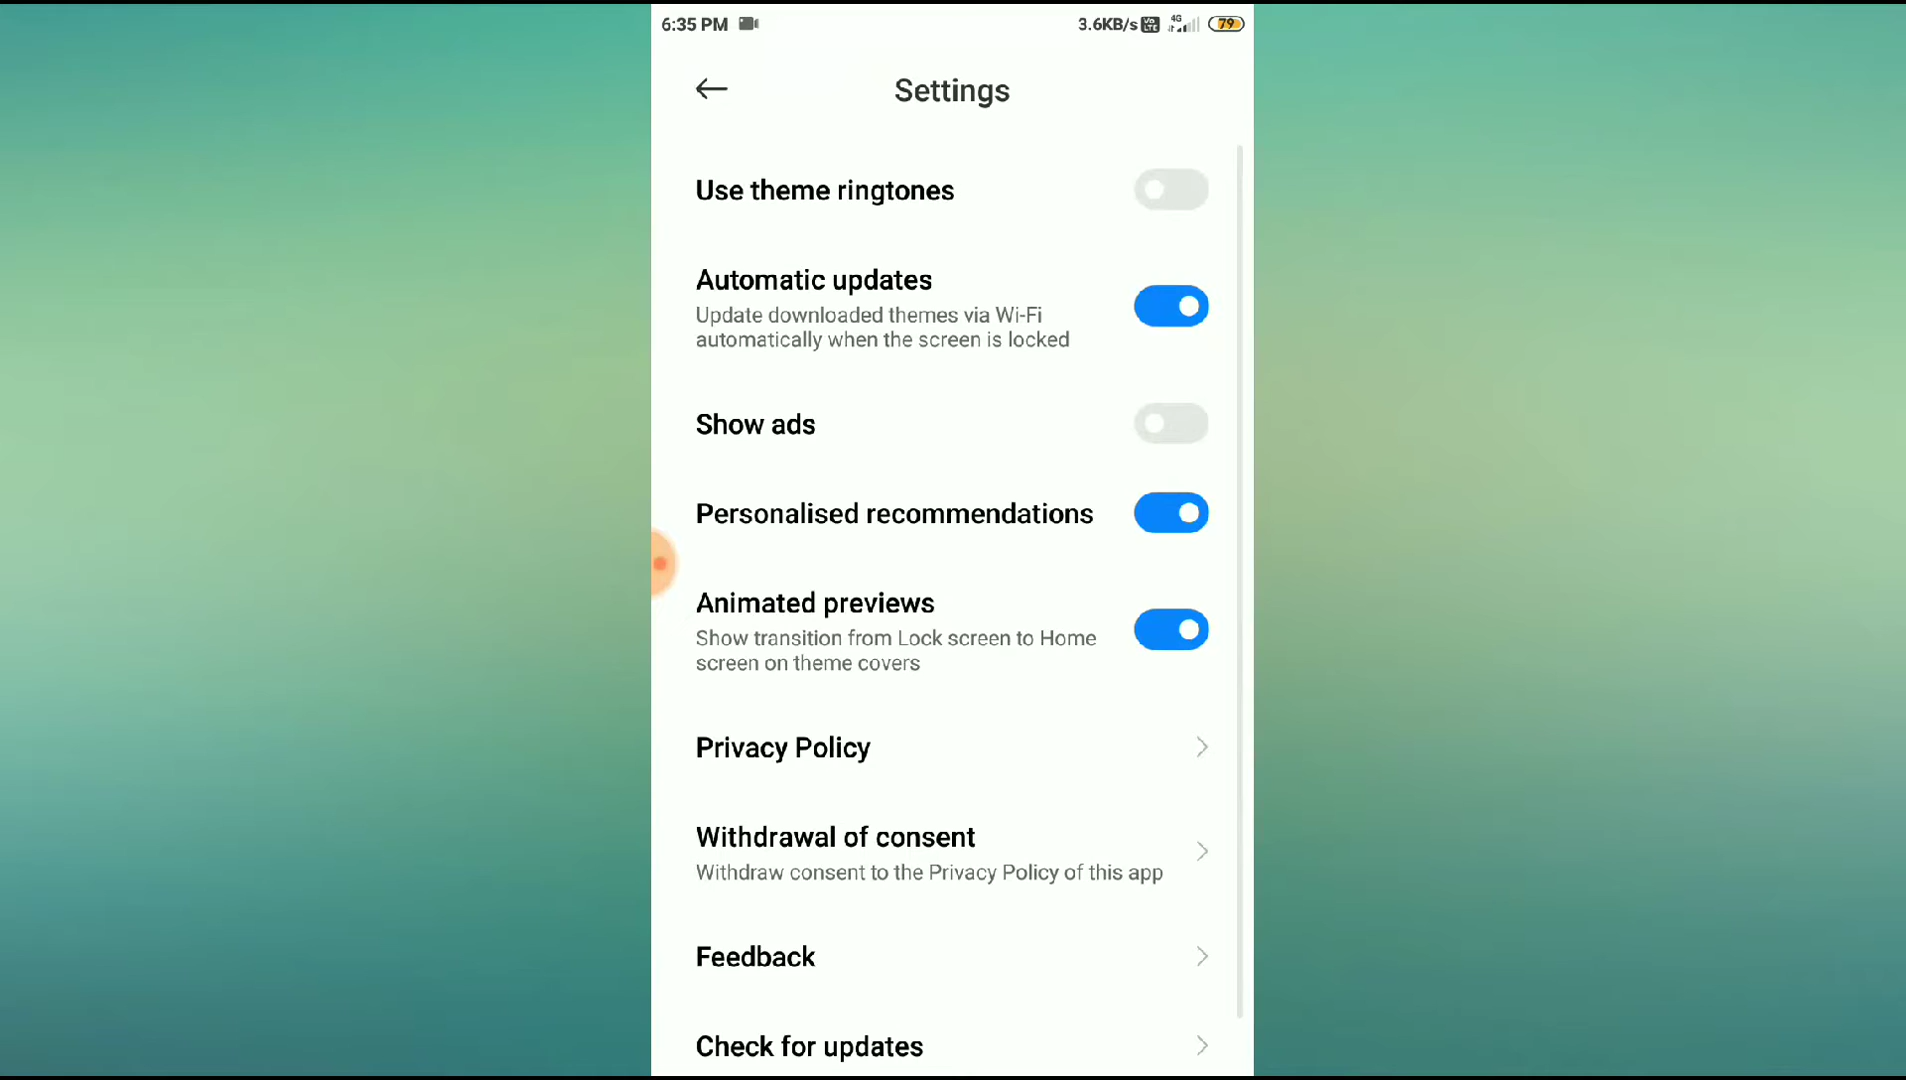 6:35 PM 3.6KB/s Vo LTE 4G 79
Settings
Use theme ringtones
Automatic updates
Update downloaded themes via Wi-Fi
automatically when the screen is locked
Show ads
Personalised recommendations
Animated previews
Show transition from Lock screen to Home
screen on theme covers
Privacy Policy
Withdrawal of consent
Withdraw consent to the Privacy Policy of this app
Feedback
Check for updates